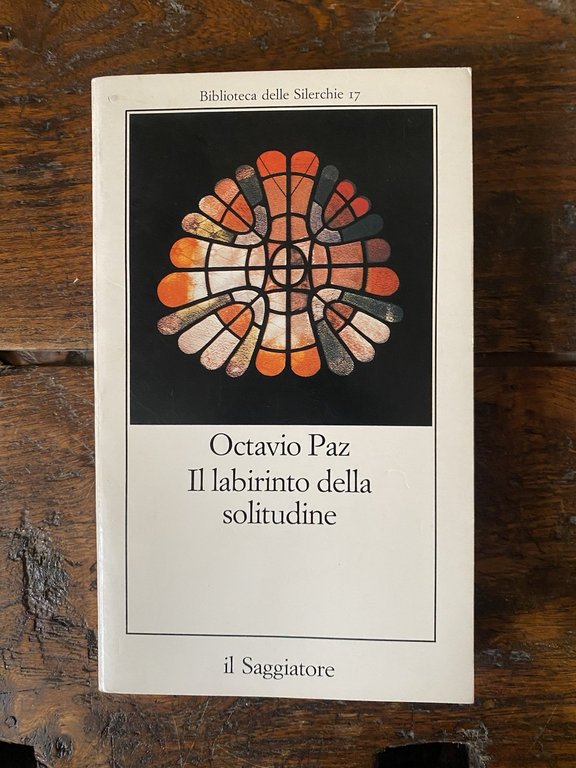 Biblioteca delle Silerchie 17
Octavio Paz
Il labirinto della
solitudine
il Saggiatore